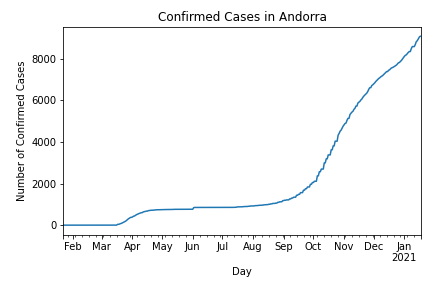 Confirmed Cases in Andorra
Number of Confirmed Cases
8000
6000
4000
2000
0
Feb Mar Apr May Jun Jul Aug Sep Oct Nov Dec Jan
2021
Day